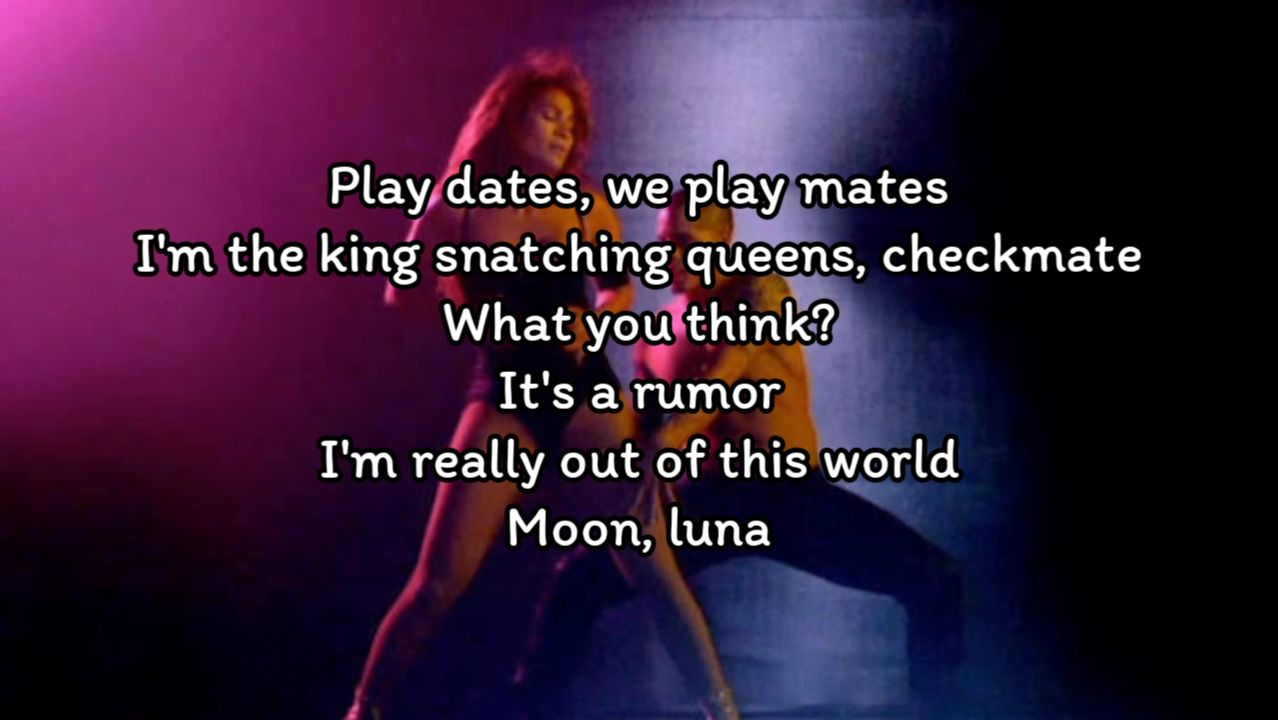 Play dates, we play mates
I'm the king snatching queens, checkmate
What you think?
It's a rumor
I'm really out of this world
Moon, luna